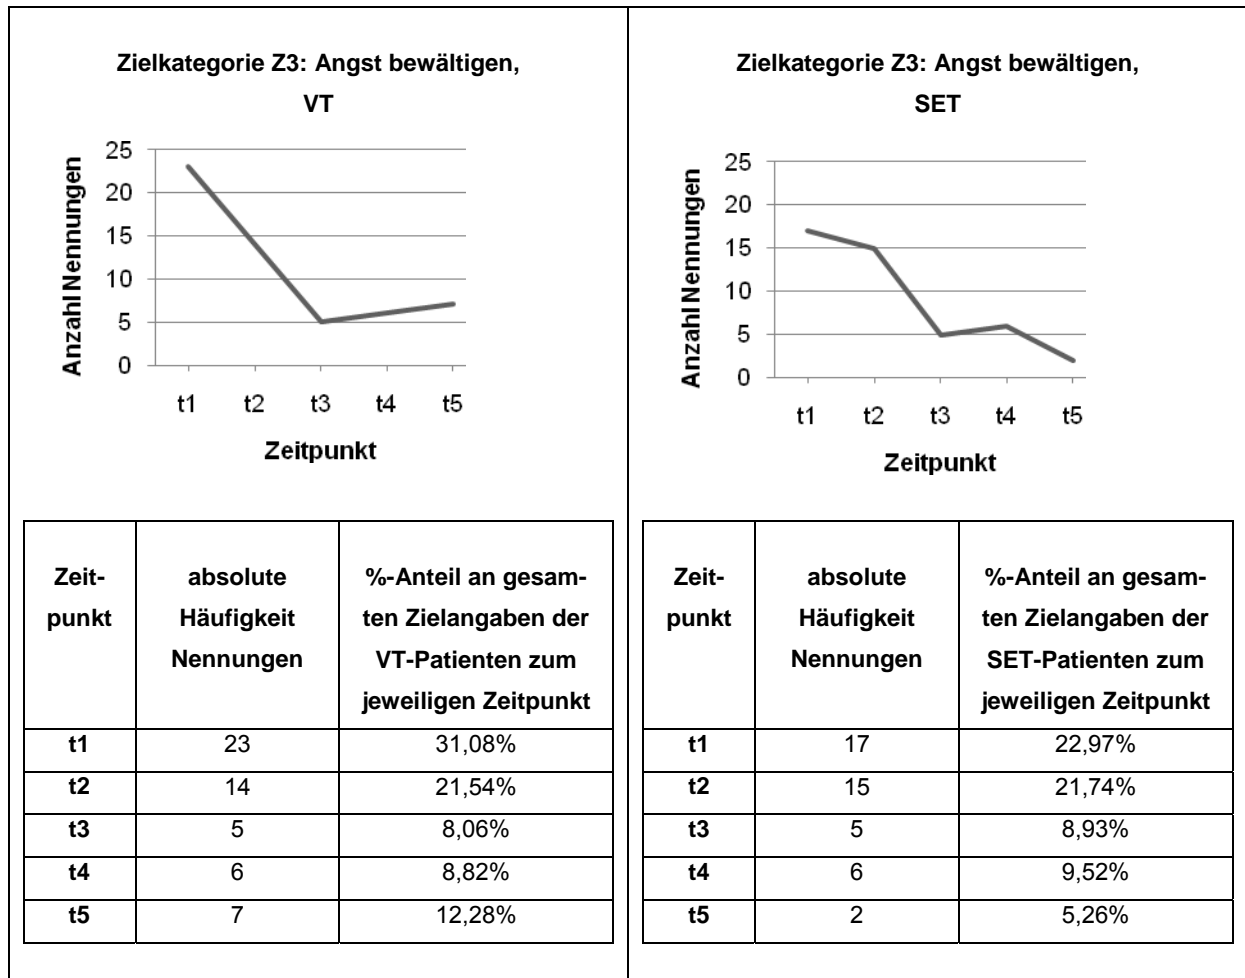 Zielkategorie Z3: Angst bewältigen,
VT
Anzahl Nennungen
25
20
15
10
5
0
t1 t2 t3 t4 t5
Zeitpunkt
Zeit-
punkt
absolute
Häufigkeit
Nennungen
%-Anteil an gesam-
ten Zielangaben der
VT-Patienten zum
jeweiligen Zeitpunkt
t1 23 31,08%
t2 14 21,54%
t3 5 8,06%
t4 6 8,82%
t5 7 12,28%
Zielkategorie Z3: Angst bewältigen,
SET
Anzahl Nennungen
25
20
15
10
5
0
t1 t2 t3 t4 t5
Zeitpunkt
Zeit-
punkt
absolute
Häufigkeit
Nennungen
%-Anteil an gesam-
ten Zielangaben der
SET-Patienten zum
jeweiligen Zeitpunkt
t1 17 22,97%
t2 15 21,74%
t3 5 8,93%
t4 6 9,52%
t5 2 5,26%